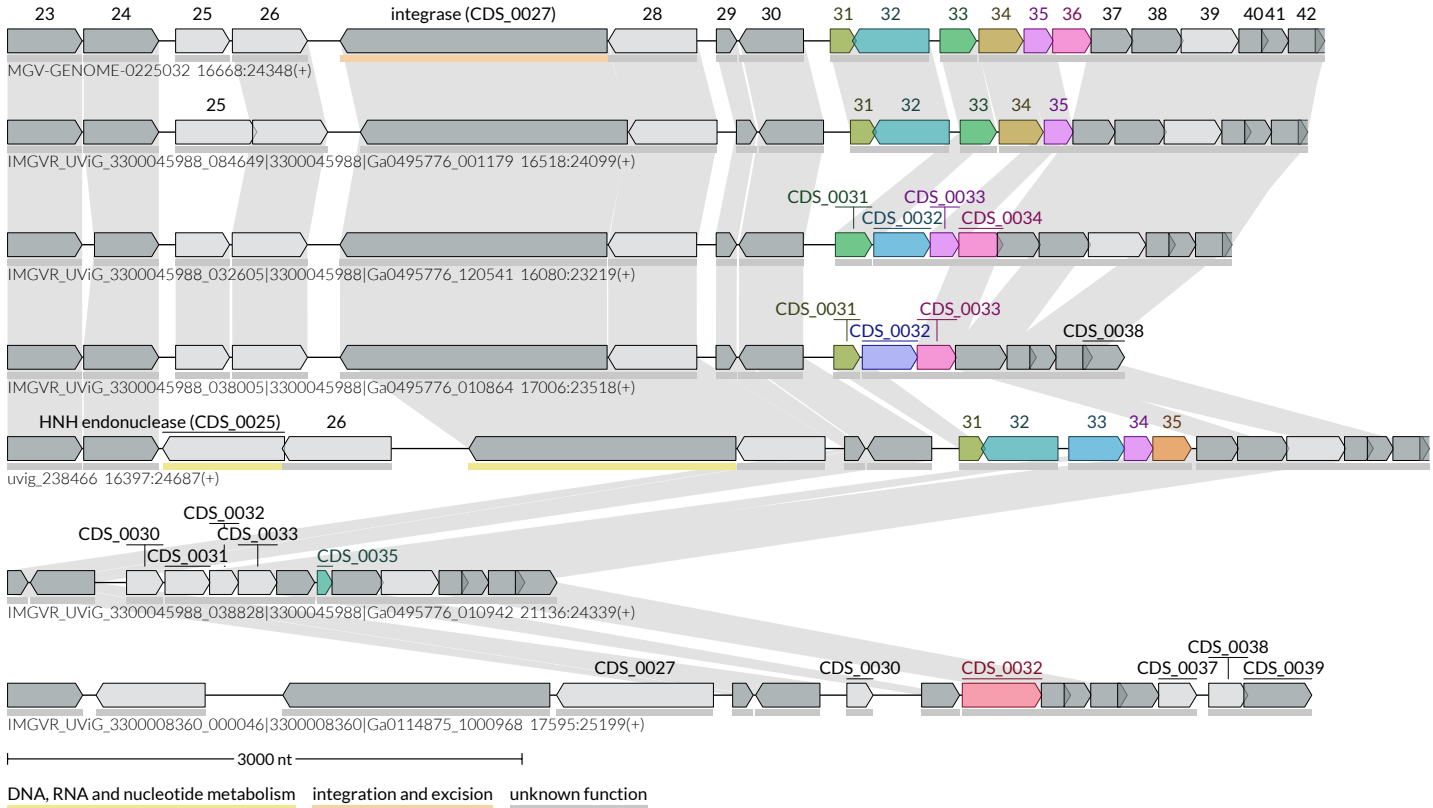 23 24 25 26 integrase (CDS_0027) 28 29 30 31 32 33 34 35 36 37 38 39 40 41 42
MGV-GENOME-0225032 16668:24348(+)
25 31 32 33 34 35
IMGVR_UViG_3300045988_084649|3300045988|Ga0495776_001179 16518:24099(+)
CDS_0031 CDS_0033
CDS_0032 CDS_0034
IMGVR_UViG_3300045988_032605|3300045988|Ga0495776_120541 16080:23219(+)
CDS_0031 CDS_0033
CDS_0032 CDS_0038
IMGVR_UViG_3300045988_038005|3300045988|Ga0495776_010864 17006:23518(+)
HNH endonuclease (CDS_0025) 26 31 32 33 34 35
uvig_238466 16397:24687(+)
CDS_0032
CDS_0030 CDS_0033
CDS_0031 CDS_0035
IMGVR_UViG_3300045988_038828|3300045988|Ga0495776_010942 21136:24339(+)
CDS_0038
CDS_0027 CDS_0030 CDS_0032 CDS_0037 CDS_0039
IMGVR_UViG_3300008360_000046|3300008360|Ga0114875_1000968 17595:25199(+)
3000 nt
DNA, RNA and nucleotide metabolism integration and excision unknown function